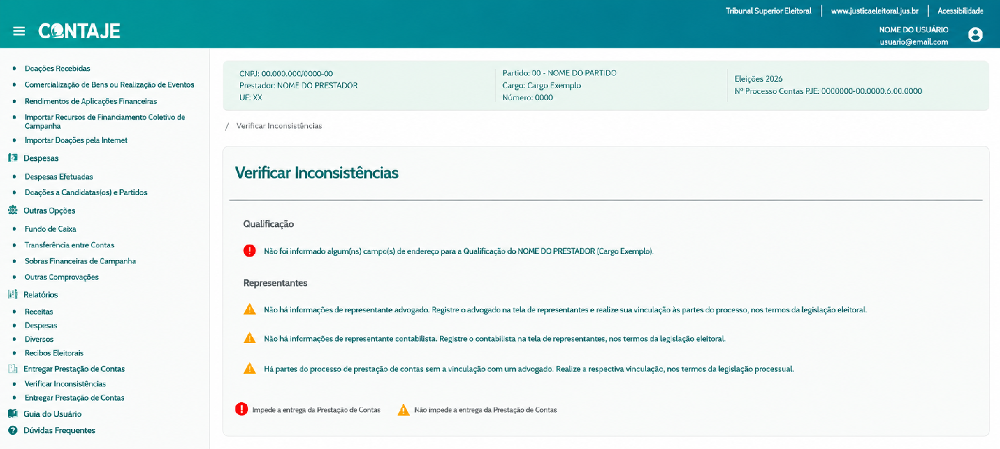 Tribunal Superior Eleitoral
www.justicaeleitoral.jus.br
Acessibilidade
CONTAJE
NOME DO USUÁRIO
usuario@email.com
Doações Recebidas
Comercialização de Bens ou Realização de Eventos
Rendimentos de Aplicações Financeiras
Importar Recursos de Financiamento Coletivo de
Campanha
Importar Doações pela Internet
Despesas
Despesas Efetuadas
Doações a Candidatas(os) e Partidos
Outras Opções
Fundo de Caixa
Transferência entre Contas
Sobras Financeiras de Campanha
Outras Comprovações
Relatórios
Receitas
Despesas
Diversos
Recibos Eleitorais
Entregar Prestação de Contas
Verificar Inconsistências
Entregar Prestação de Contas
Guia do Usuário
Dúvidas Frequentes
CNPJ: 00.000.000/0000-00
Prestador: NOME DO PRESTADOR
UF: XX
Partido: 00 - NOME DO PARTIDO
Cargo: Cargo Exemplo
Número: 0000
Eleições 2026
Nº Processo Contas PJE: 0000000-00.0000.6.00.0000
/ Verificar Inconsistências
Verificar Inconsistências
Qualificação
Não foi informado algum(ns) campo(s) de endereço para a Qualificação do NOME DO PRESTADOR (Cargo Exemplo).
Representantes
Não há informações de representante advogado. Registre o advogado na tela de representantes e realize sua vinculação às partes do processo, nos termos da legislação eleitoral.
Não há informações de representante contabilista. Registre o contabilista na tela de representantes, nos termos da legislação eleitoral.
Há partes do processo de prestação de contas sem a vinculação com um advogado. Realize a respectiva vinculação, nos termos da legislação processual.
Impede a entrega da Prestação de Contas
Não impede a entrega da Prestação de Contas